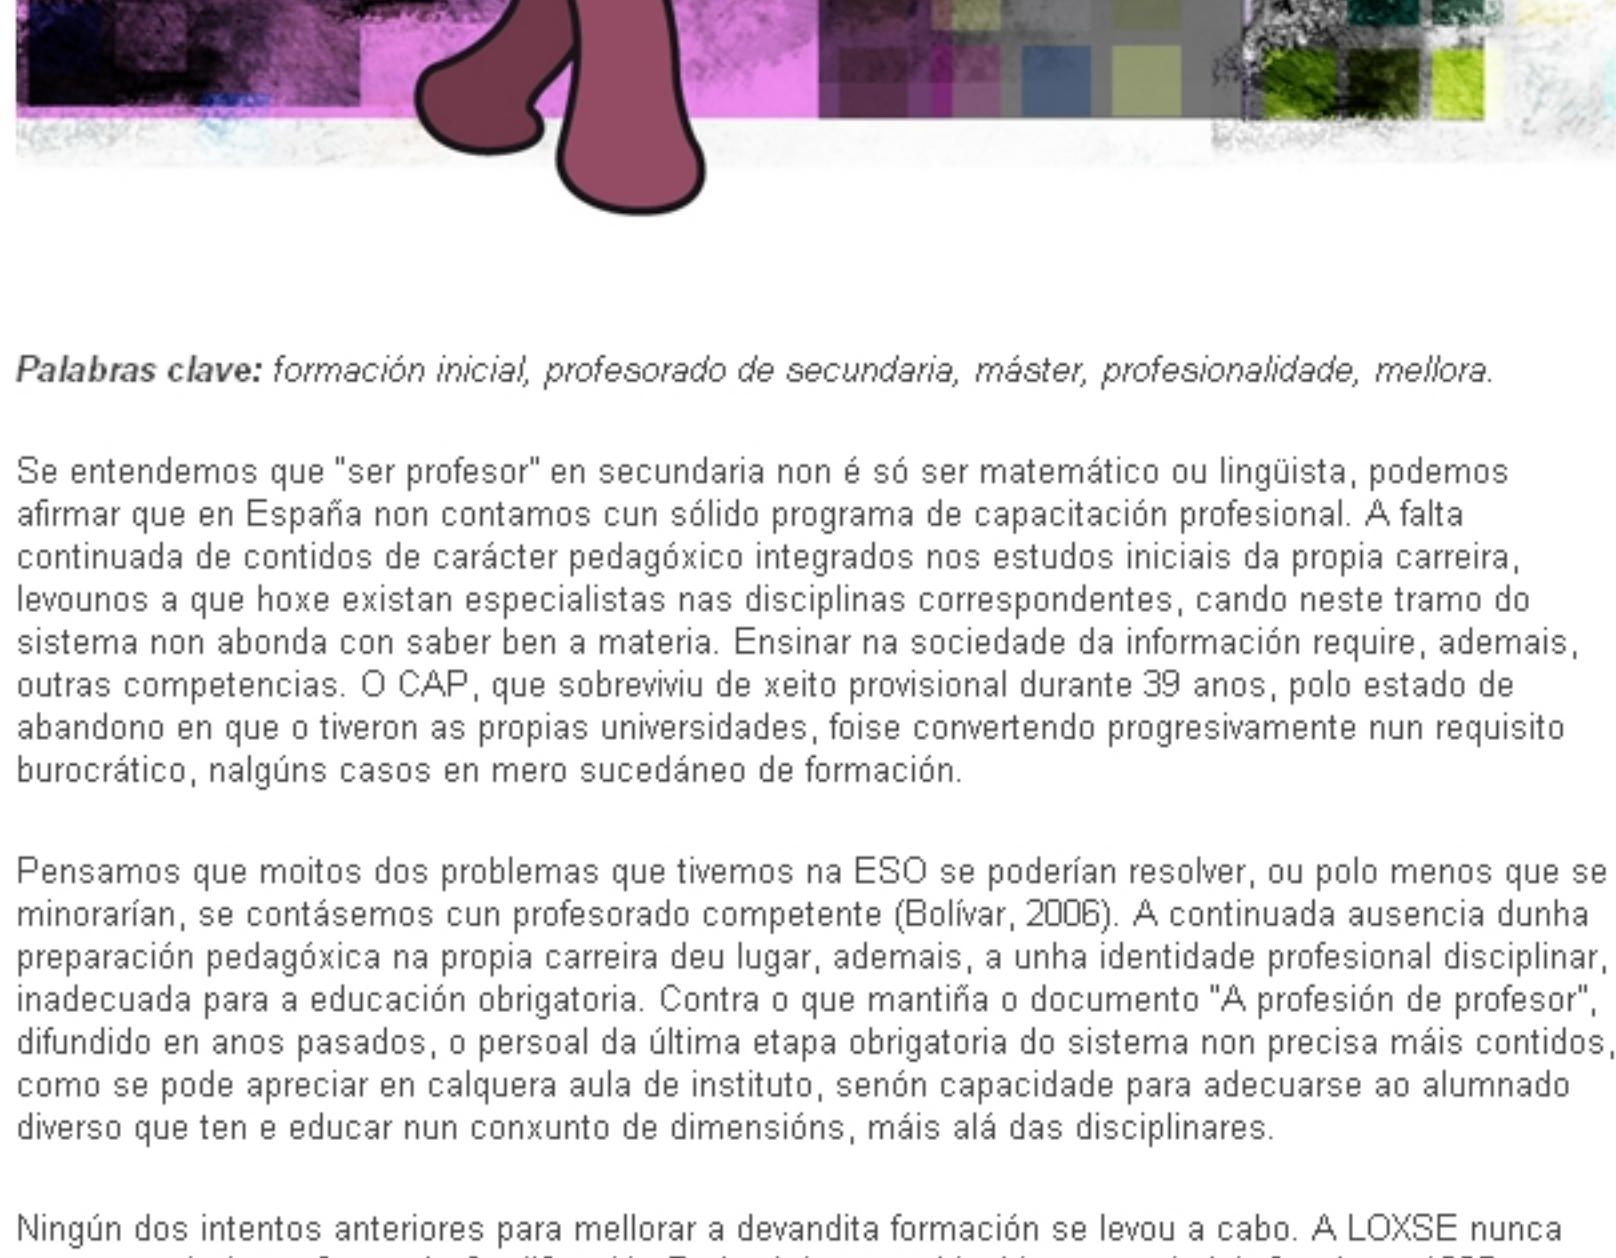 Palabras clave: formación inicial, profesorado de secundaria, máster, profesionalidade, mellora.
Se entendemos que "ser profesor" en secundaria non é só ser matemático ou lingüista, podemos
afirmar que en España non contamos cun sólido programa de capacitación profesional. A falta
continuada de contidos de carácter pedagóxico integrados nos estudos iniciais da propia carreira,
levounos a que hoxe existan especialistas nas disciplinas correspondentes, cando neste tramo do
sistema non abonda con saber ben a materia. Ensinar na sociedade da información require, ademais,
outras competencias. O CAP, que sobreviviu de xeito provisional durante 39 anos, polo estado de
abandono en que o tiveron as propias universidades, foise convertendo progresivamente nun requisito
burocrático, nalgúns casos en mero sucedáneo de formación.
Pensamos que moitos dos problemas que tivemos na ESO se poderían resolver, ou polo menos que se
minorarían, se contásemos cun profesorado competente (Bolívar, 2006). A continuada ausencia dunha
preparación pedagóxica na propia carreira deu lugar, ademais, a unha identidade profesional disciplinar,
inadecuada para a educación obrigatoria. Contra o que mantiña o documento "A profesión de profesor",
difundido en anos pasados, o persoal da última etapa obrigatoria do sistema non precisa máis contidos,
como se pode apreciar en calquera aula de instituto, senón capacidade para adecuarse ao alumnado
diverso que ten e educar nun conxunto de dimensións, máis alá das disciplinares.
Ningún dos intentos anteriores para mellorar a devandita formación se levou a cabo. A LOXSE nunca